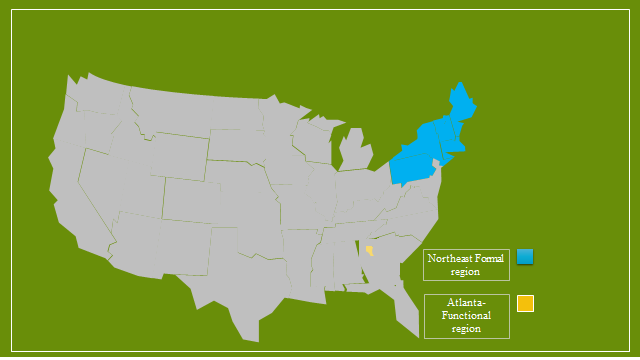 Northeast Formal
region
Atlanta-
Functional
region